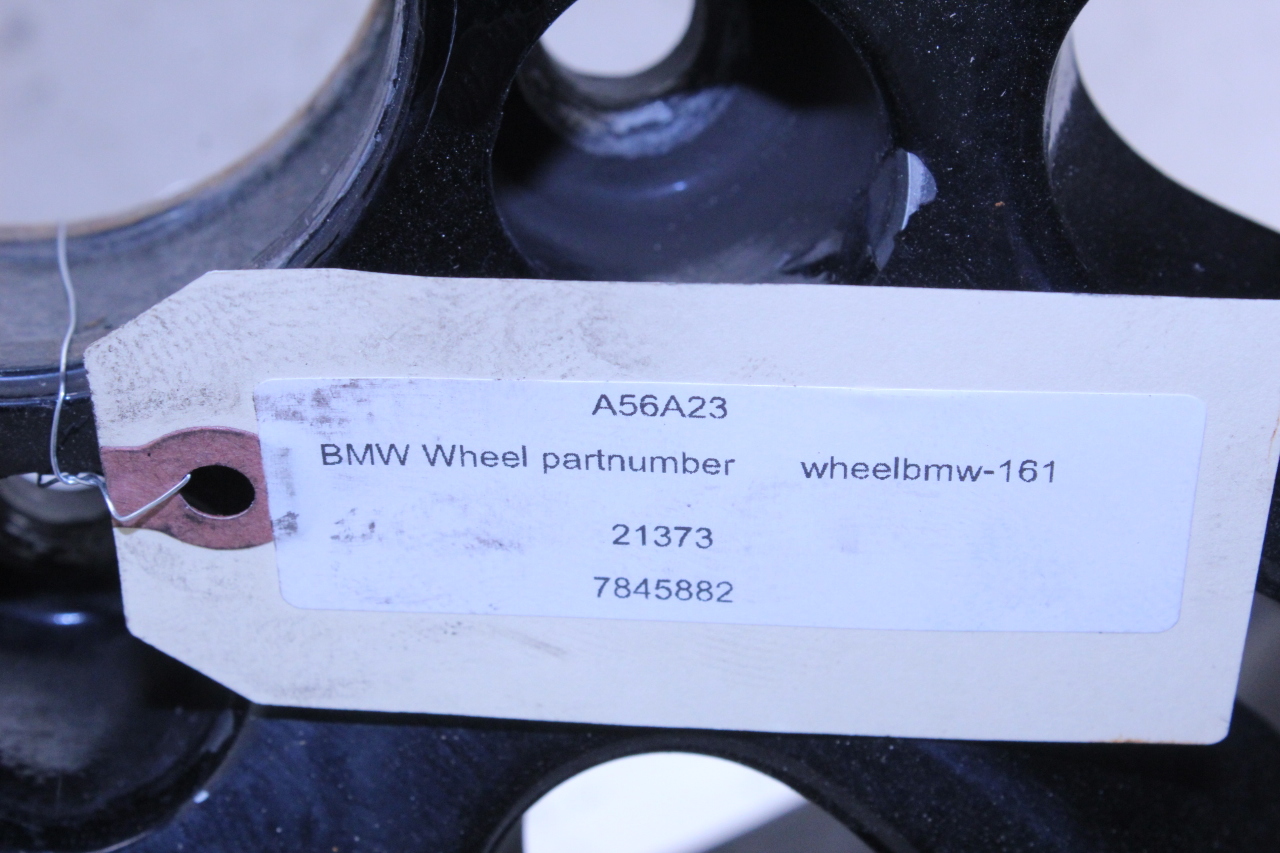 A56A23
BMW Wheel partnumber wheelbmw-161
21373
7845882